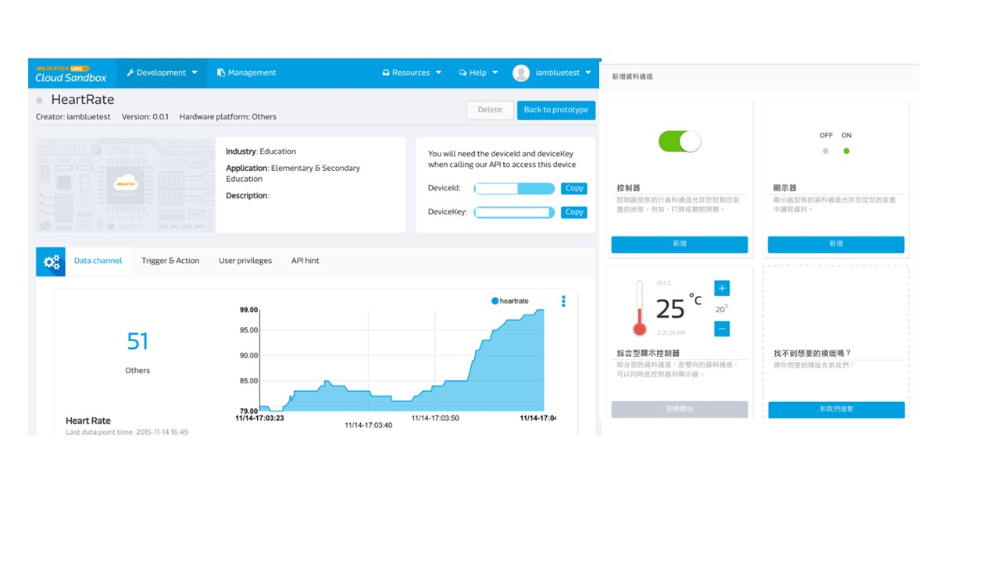 MEDIATEK labs
Cloud Sandbox
Development
Management
Resources
Help
iambluetest
HeartRate
Creator: iambluetest Version: 0.0.1 Hardware platform: Others
Delete
Back to prototype
MEDIATEK
Industry: Education
Application: Elementary & Secondary
Education
Description:
You will need the deviceId and deviceKey
when calling our API to access this device
DeviceId:
Copy
DeviceKey:
Copy
Data channel
Trigger & Action
User privileges
API hint
51
Others
Heart Rate
Last data point time: 2015-11-14 16:49
heartrate
99.00
95.00
90.00
85.00
79.00
11/14-17:03:23
11/14-17:03:40
11/14-17:03:50
11/14-17:04
新增資料通道
控制器
控制器型態的行資料通道允許您控制您裝
置的狀態。例如，打開或關閉開關。
新增
OFF ON
顯示器
顯示器型態的資料通道允許您從您的裝置
中讀取資料。
新增
Oct 2
25 °C
3:21:25 PM
+
20℃
−
綜合型顯示控制器
綜合型的資料通道，是雙向的資料通道，
可以同時是控制器和顯示器。
即將推出
找不到想要的模版嗎？
將你想要的模版告訴我們！
和我們連繫